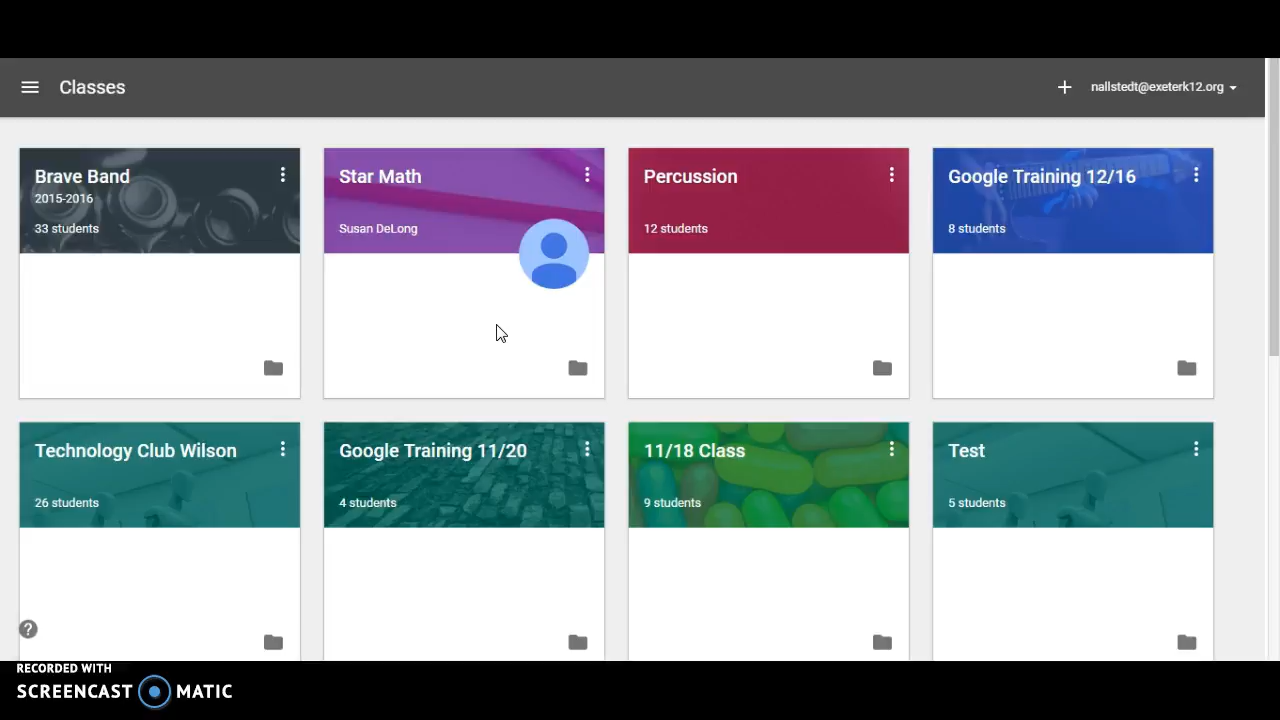 Classes
nallstedt@exeterk12.org
Brave Band
2015-2016
33 students
Star Math
Susan DeLong
Percussion
12 students
Google Training 12/16
8 students
Technology Club Wilson
26 students
Google Training 11/20
4 students
11/18 Class
9 students
Test
5 students
?
RECORDED WITH
SCREENCAST MATIC